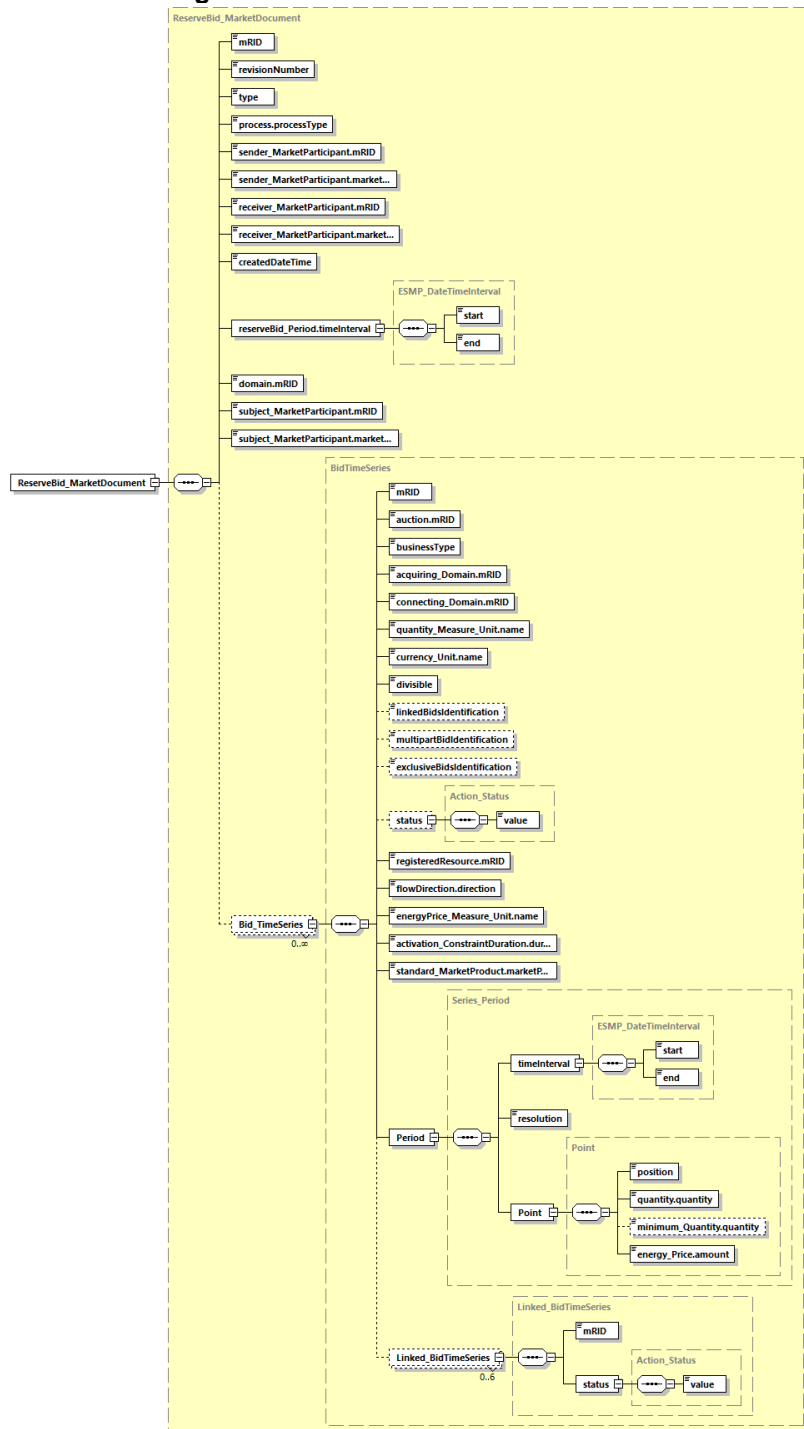 ReserveBid_MarketDocument
mRID
revisionNumber
type
process.processType
sender_MarketParticipant.mRID
sender_MarketParticipant.market...
receiver_MarketParticipant.mRID
receiver_MarketParticipant.market...
createdDateTime
ESMP_DateTimeInterval
start
reserveBid_Period.timeInterval
end
domain.mRID
subject_MarketParticipant.mRID
subject_MarketParticipant.market...
BidTimeSeries
ReserveBid_MarketDocument
mRID
auction.mRID
businessType
acquiring_Domain.mRID
connecting_Domain.mRID
quantity_Measure_Unit.name
currency_Unit.name
divisible
linkedBidsIdentification
multipartBidIdentification
exclusiveBidsIdentification
Action_Status
status
value
registeredResource.mRID
flowDirection.direction
energyPrice_Measure_Unit.name
Bid_TimeSeries
0..∞
activation_ConstraintDuration.dur...
standard_MarketProduct.marketP...
Series_Period
ESMP_DateTimeInterval
start
timeInterval
end
resolution
Period
Point
position
quantity.quantity
Point
minimum_Quantity.quantity
energy_Price.amount
Linked_BidTimeSeries
mRID
Linked_BidTimeSeries
0..6
Action_Status
status
value